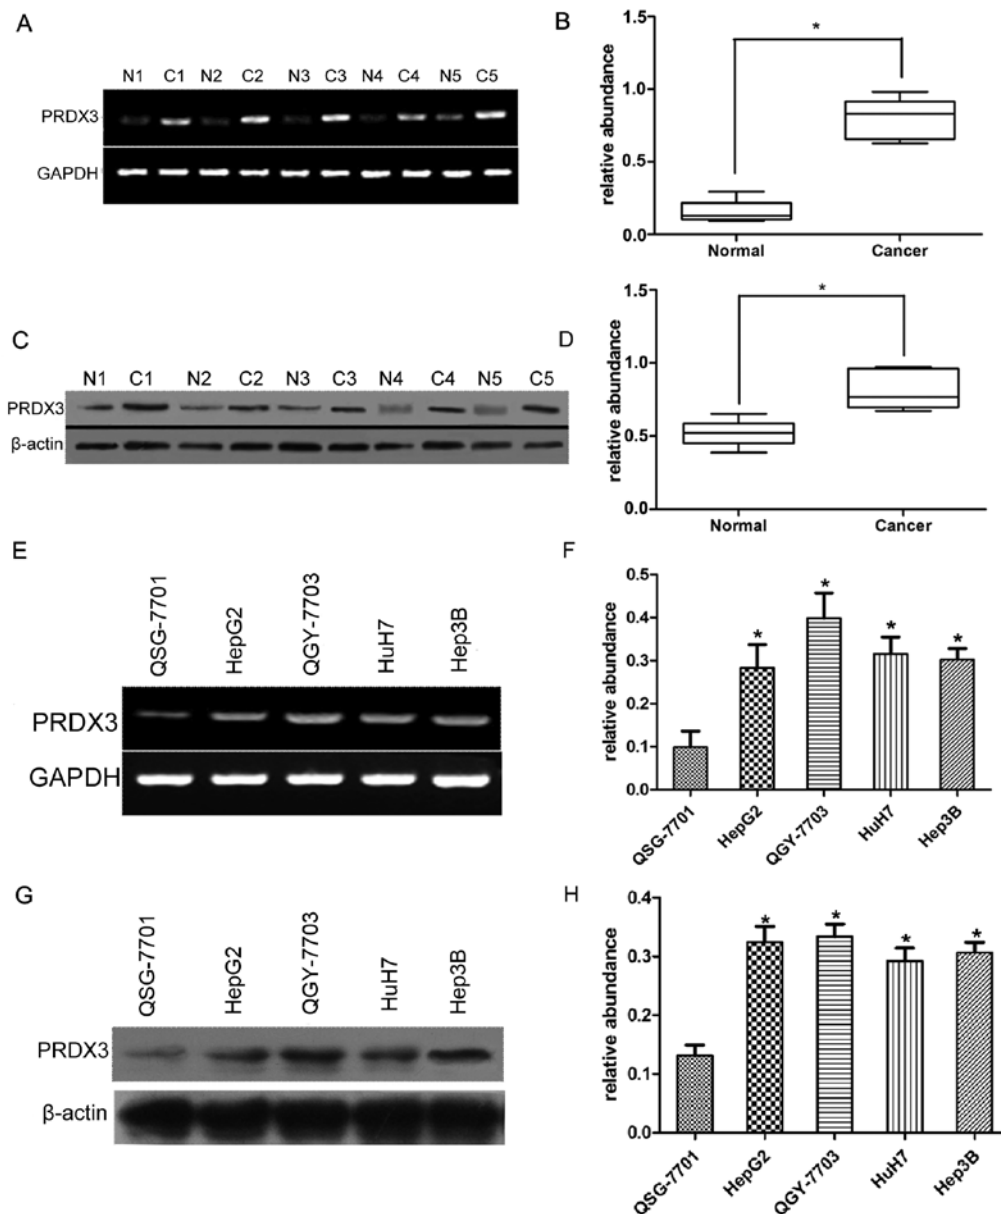 A
N1 C1 N2 C2 N3 C3 N4 C4 N5 C5
PRDX3
GAPDH
B
relative abundance
1.5
1.0
0.5
0.0
*
Normal Cancer
C
N1 C1 N2 C2 N3 C3 N4 C4 N5 C5
PRDX3
β-actin
D
relative abundance
1.5
1.0
0.5
0.0
*
Normal Cancer
E
QSG-7701 HepG2 QGY-7703 HuH7 Hep3B
PRDX3
GAPDH
F
relative abundance
0.5
0.4
0.3
0.2
0.1
0.0
* * * *
QSG-7701 HepG2 QGY-7703 HuH7 Hep3B
G
QSG-7701 HepG2 QGY-7703 HuH7 Hep3B
PRDX3
β-actin
H
relative abundance
0.4
0.3
0.2
0.1
0.0
* * * *
QSG-7701 HepG2 QGY-7703 HuH7 Hep3B